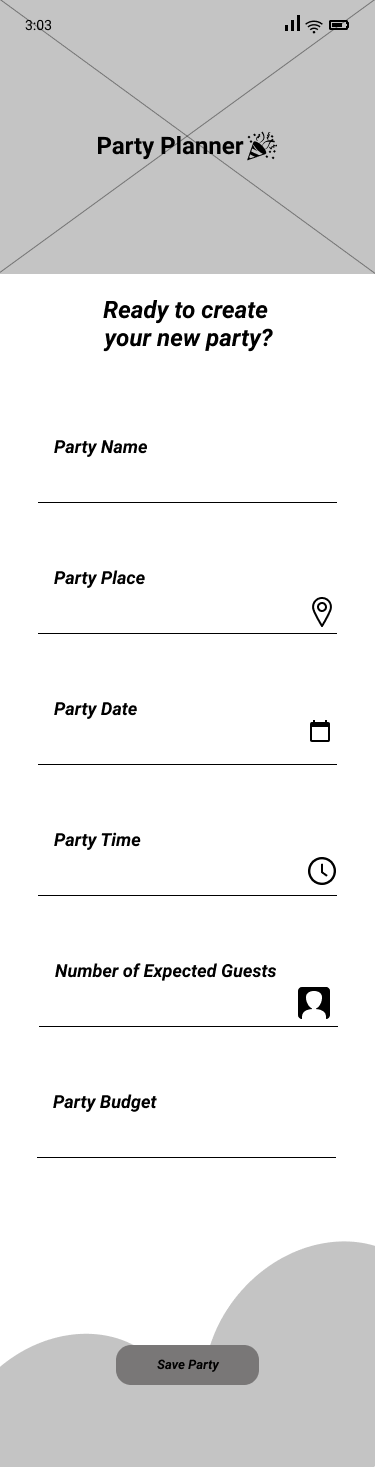 3:03
Party Planner
Ready to create
your new party?
Party Name
Party Place
Party Date
Party Time
Number of Expected Guests
Party Budget
Save Party